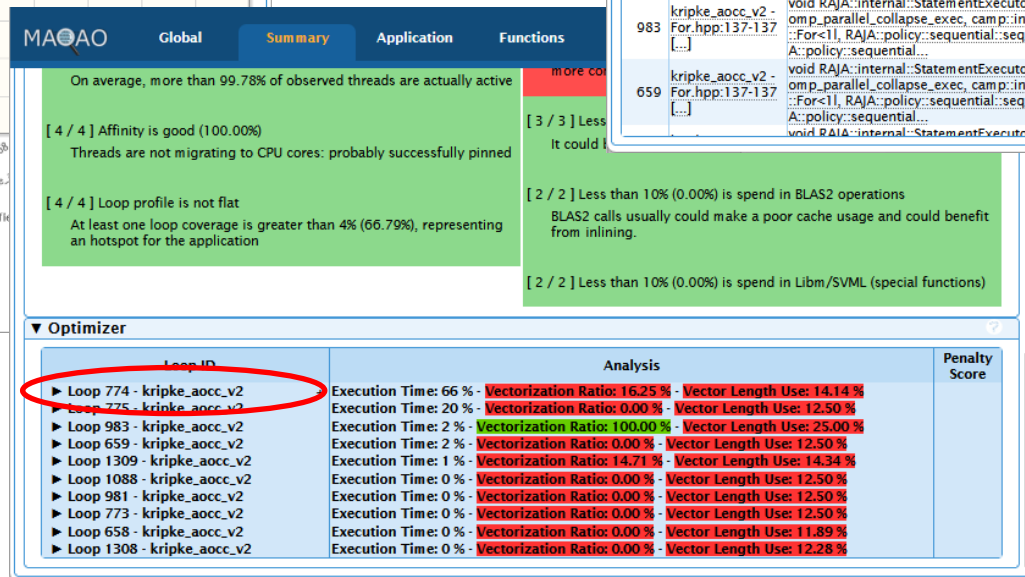 MAQAO
Global
Summary
Application
Functions
983
kripke_aocc_v2 -
For.hpp:137-137
[...]
void RAJA::internal::StatementExecuto
omp_parallel_collapse_exec, camp::in
::For<1l, RAJA::policy::sequential::seq
A::policy::sequential...
659
kripke_aocc_v2 -
For.hpp:137-137
[...]
void RAJA::internal::StatementExecuto
omp_parallel_collapse_exec, camp::in
::For<1l, RAJA::policy::sequential::seq
A::policy::sequential...
void RAJA::internal::StatementExecuto
On average, more than 99.78% of observed threads are actually active
[ 4 / 4 ] Affinity is good (100.00%)
Threads are not migrating to CPU cores: probably successfully pinned
[ 4 / 4 ] Loop profile is not flat
At least one loop coverage is greater than 4% (66.79%), representing
an hotspot for the application
more
[ 3 / 3 ] Less
It could
[ 2 / 2 ] Less than 10% (0.00%) is spend in BLAS2 operations
BLAS2 calls usually could make a poor cache usage and could benefit
from inlining.
[ 2 / 2 ] Less than 10% (0.00%) is spend in Libm/SVML (special functions)
▼ Optimizer
?
Loop ID
Analysis
Penalty
Score
► Loop 774 - kripke_aocc_v2
Execution Time: 66 % - Vectorization Ratio: 16.25 % - Vector Length Use: 14.14 %
► Loop 775 - kripke_aocc_v2
Execution Time: 20 % - Vectorization Ratio: 0.00 % - Vector Length Use: 12.50 %
► Loop 983 - kripke_aocc_v2
Execution Time: 2 % - Vectorization Ratio: 100.00 % - Vector Length Use: 25.00 %
► Loop 659 - kripke_aocc_v2
Execution Time: 2 % - Vectorization Ratio: 0.00 % - Vector Length Use: 12.50 %
► Loop 1309 - kripke_aocc_v2
Execution Time: 1 % - Vectorization Ratio: 14.71 % - Vector Length Use: 14.34 %
► Loop 1088 - kripke_aocc_v2
Execution Time: 0 % - Vectorization Ratio: 0.00 % - Vector Length Use: 12.50 %
► Loop 981 - kripke_aocc_v2
Execution Time: 0 % - Vectorization Ratio: 0.00 % - Vector Length Use: 12.50 %
► Loop 773 - kripke_aocc_v2
Execution Time: 0 % - Vectorization Ratio: 0.00 % - Vector Length Use: 12.50 %
► Loop 658 - kripke_aocc_v2
Execution Time: 0 % - Vectorization Ratio: 0.00 % - Vector Length Use: 11.89 %
► Loop 1308 - kripke_aocc_v2
Execution Time: 0 % - Vectorization Ratio: 0.00 % - Vector Length Use: 12.28 %